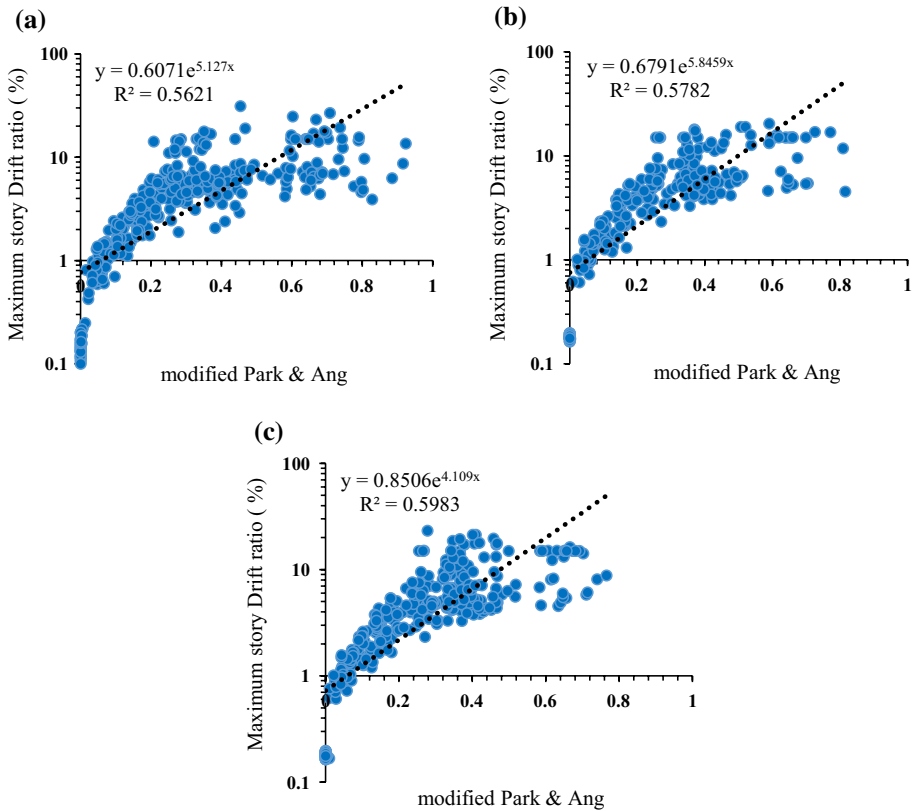 (a)
y = 0.6071e^5.127x
R² = 0.5621
Maximum story Drift ratio ( %)
100
10
1
0.1
0 0.2 0.4 0.6 0.8 1
modified Park & Ang
(b)
y = 0.6791e^5.8459x
R² = 0.5782
Maximum story Drift ratio ( %)
100
10
1
0.1
0 0.2 0.4 0.6 0.8 1
modified Park & Ang
(c)
y = 0.8506e^4.109x
R² = 0.5983
Maximum story Drift ratio ( %)
100
10
1
0.1
0 0.2 0.4 0.6 0.8 1
modified Park & Ang